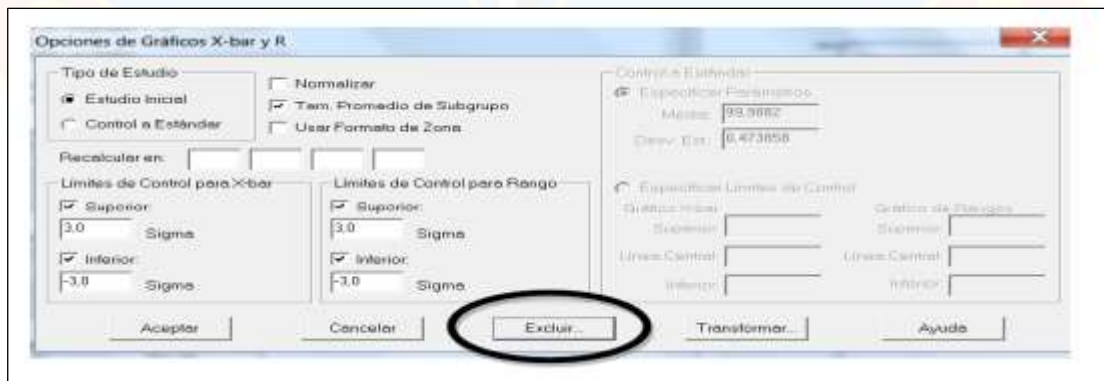 Opciones de Gráficos X-bar y R
Tipo de Estudio
Estudio Inicial
Control a Estándar
Normalizar
Tam. Promedio de Subgrupo
Usar Formato de Zona
Recalcular en:
Límites de Control para X-bar
Superior:
3,0 Sigma
Inferior:
-3,0 Sigma
Límites de Control para Rango
Superior:
3,0 Sigma
Inferior:
-3,0 Sigma
Control a Estándar
Especificar Parámetros
Media: 99,9882
Desv. Est.: 0,473858
Especificar Límites de Control
Gráfico X-bar
Superior:
Línea Central:
Inferior:
Gráfico de Rangos
Superior:
Línea Central:
Inferior:
Aceptar
Cancelar
Excluir...
Transformar...
Ayuda